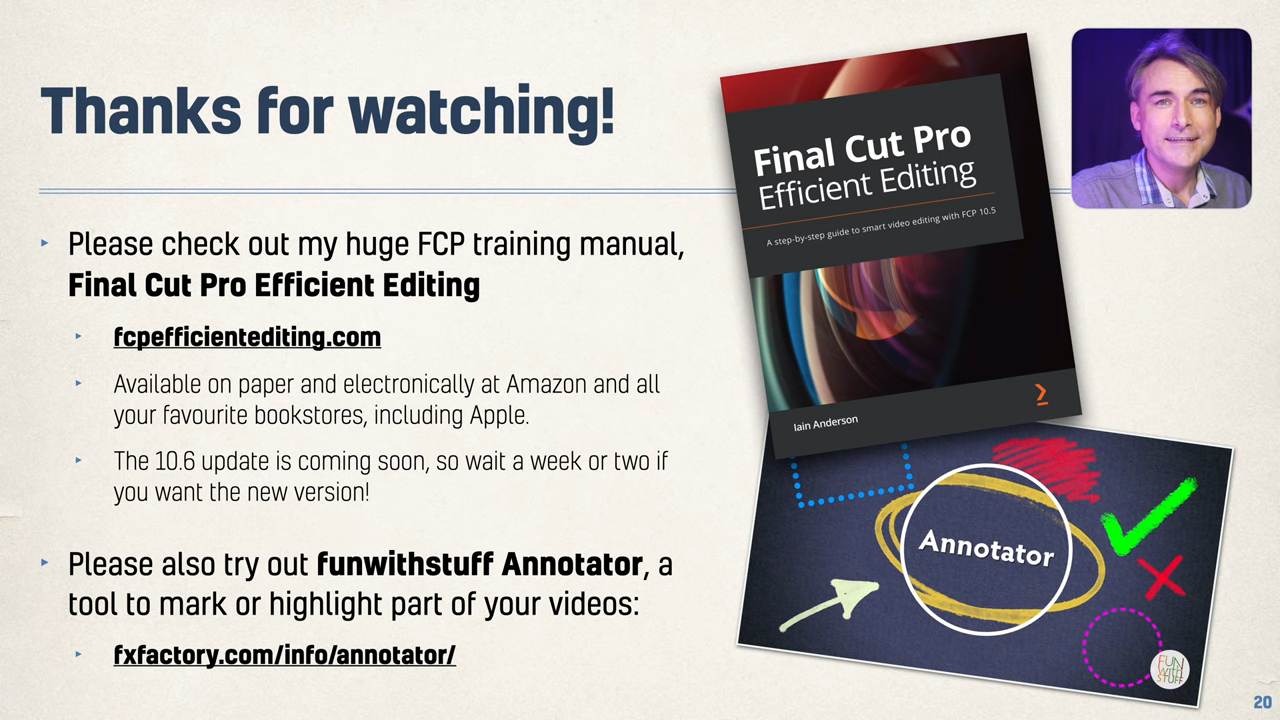 Thanks for watching!
Please check out my huge FCP training manual,
Final Cut Pro Efficient Editing
fcpefficientediting.com
Available on paper and electronically at Amazon and all
your favourite bookstores, including Apple.
The 10.6 update is coming soon, so wait a week or two if
you want the new version!
Please also try out funwithstuff Annotator, a
tool to mark or highlight part of your videos:
fxfactory.com/info/annotator/
Final Cut Pro
Efficient Editing
A step-by-step guide to smart video editing with FCP 10.5
Iain Anderson
Annotator
FUN
WITH
STUFF
20